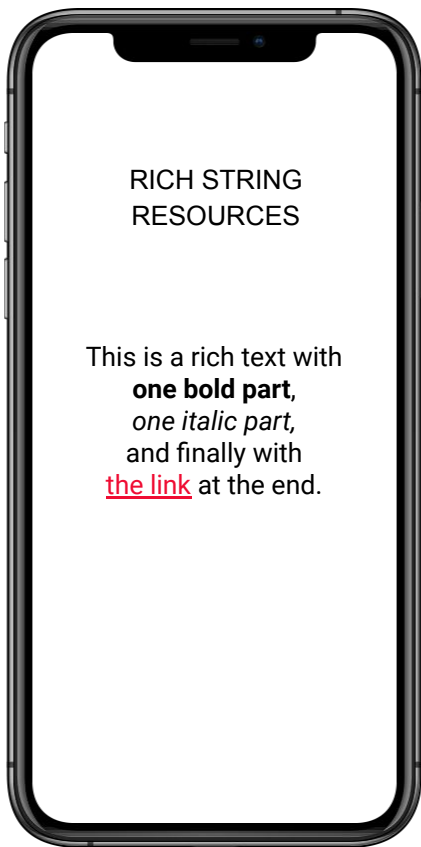 RICH STRING
RESOURCES
This is a rich text with
one bold part,
one italic part,
and finally with
the link at the end.